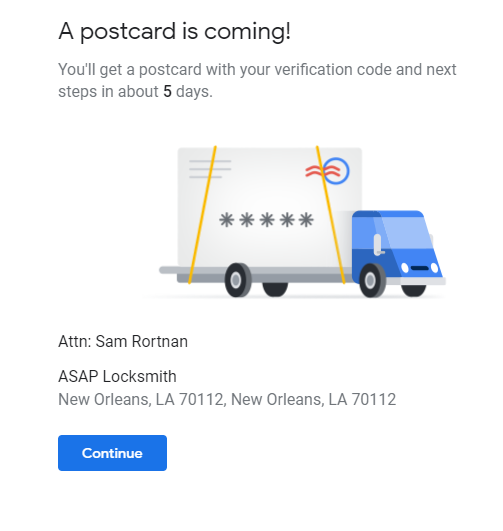 A postcard is coming!
You'll get a postcard with your verification code and next
steps in about 5 days.
*****
Attn: Sam Rortnan
ASAP Locksmith
New Orleans, LA 70112, New Orleans, LA 70112
Continue